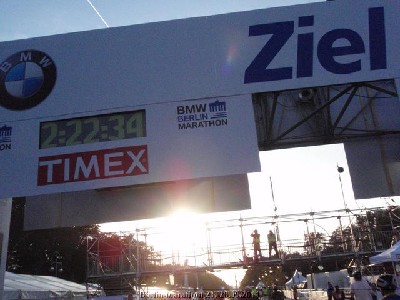 BMW
Ziel
2:22:34
TIMEX
BMW
BERLIN
MARATHON